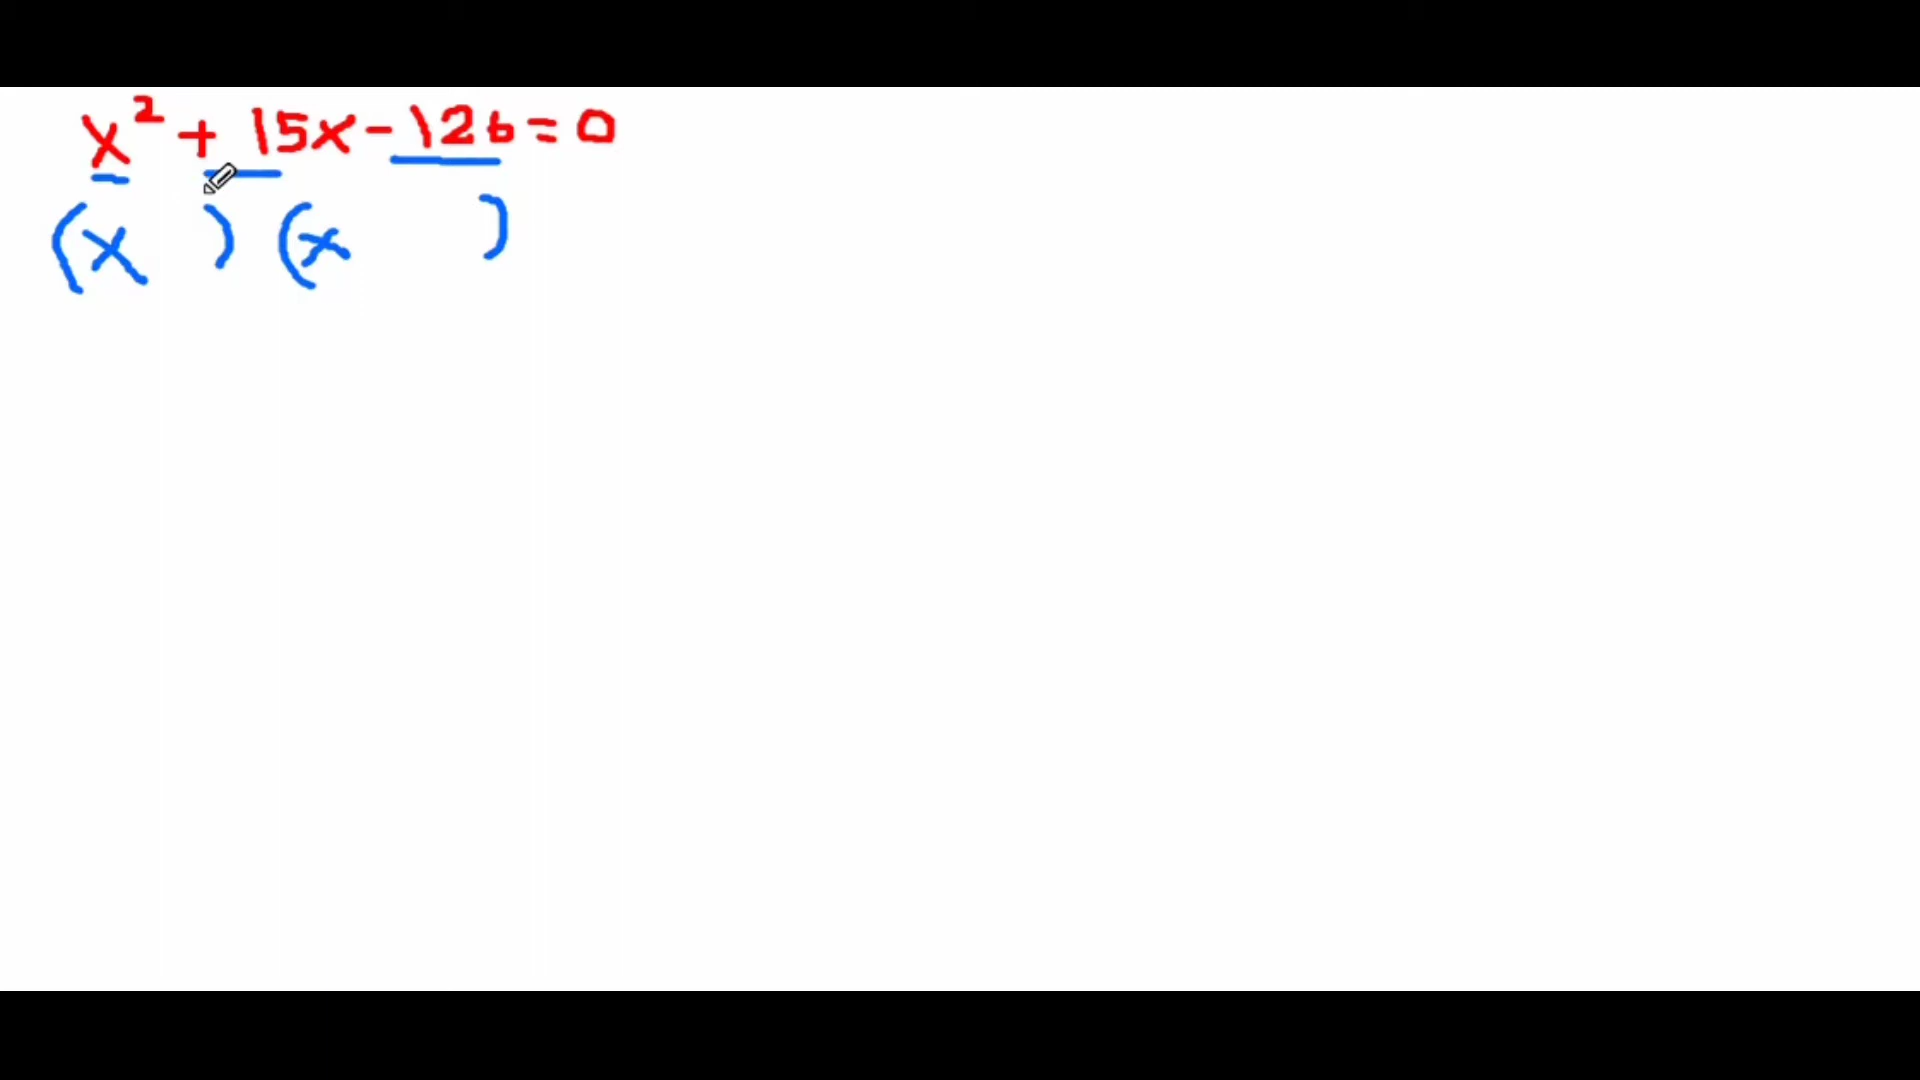 x² + 15x - 126 = 0
(x ) (x )